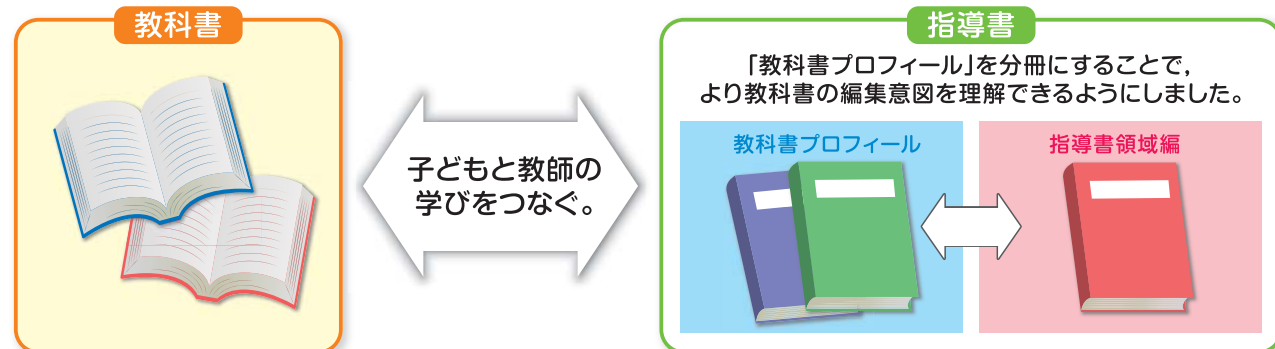 教科書
子どもと教師の
学びをつなぐ。
指導書
「教科書プロフィール」を分冊にすることで，
より教科書の編集意図を理解できるようにしました。
教科書プロフィール
指導書領域編